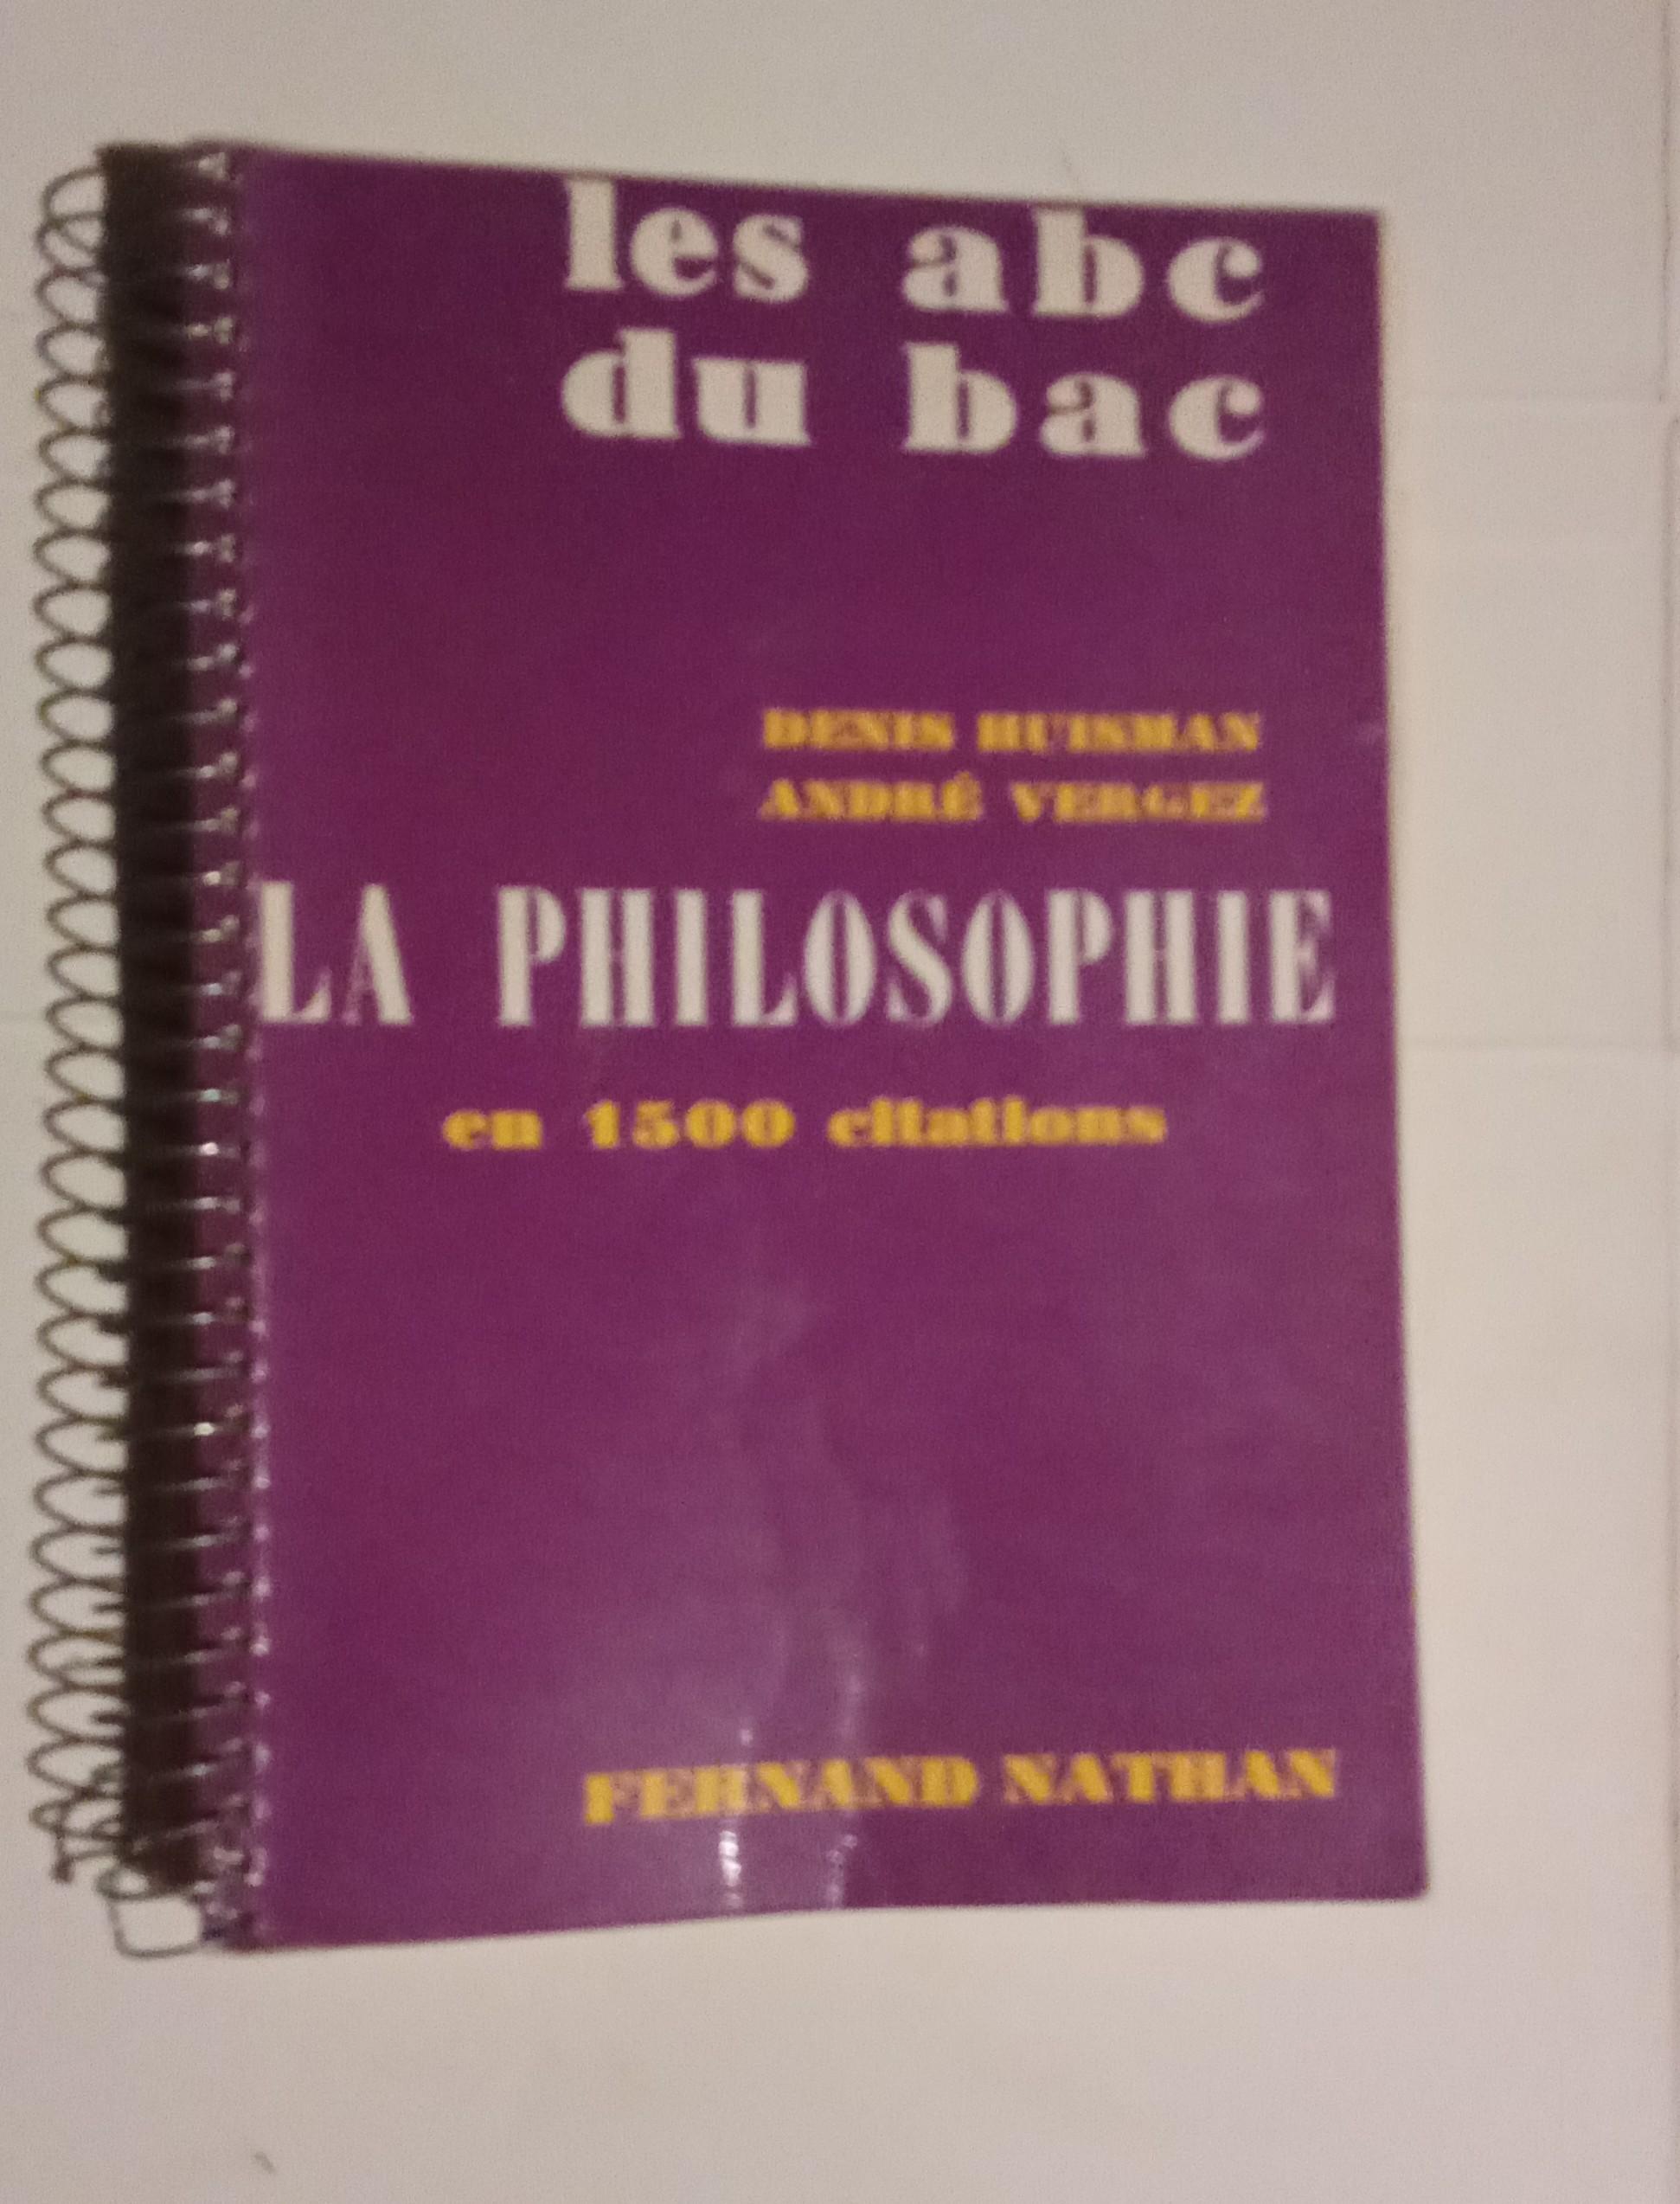 les abc
du bac
DENIS HUISMAN
ANDRÉ VERGEZ
LA PHILOSOPHIE
en 1500 citations
FERNAND NATHAN